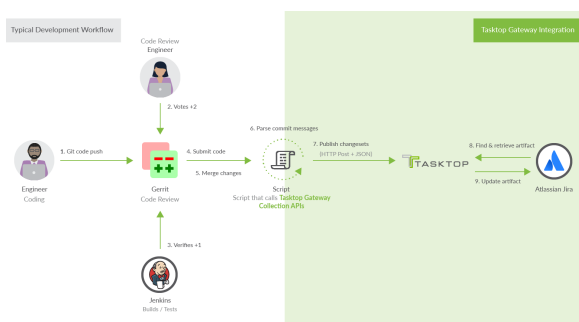 Typical Development Workflow
Tasktop Gateway Integration
Code Review
Engineer
2. Votes +2
6. Parse commit messages
1. Git code push
4. Submit code
7. Publish changesets
(HTTP Post + JSON)
8. Find & retrieve artifact
TASKTOP
5. Merge changes
9. Update artifact
Engineer
Coding
Gerrit
Code Review
Script
Script that calls Tasktop Gateway
Collection APIs
Atlassian Jira
3. Verifies +1
Jenkins
Builds / Tests